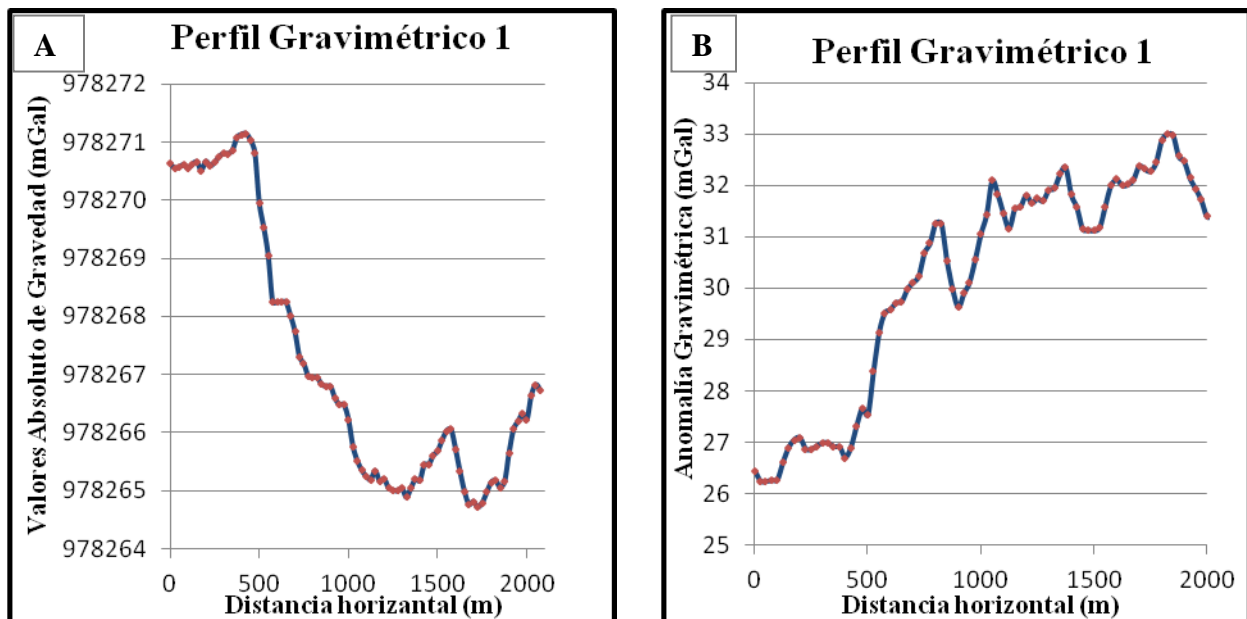 A
Perfil Gravimétrico 1
Valores Absoluto de Gravedad (mGal)
978272
978271
978270
978269
978268
978267
978266
978265
978264
0 500 1000 1500 2000
Distancia horizantal (m)
B
Perfil Gravimétrico 1
Anomalía Gravimétrica (mGal)
34
33
32
31
30
29
28
27
26
25
0 500 1000 1500 2000
Distancia horizontal (m)